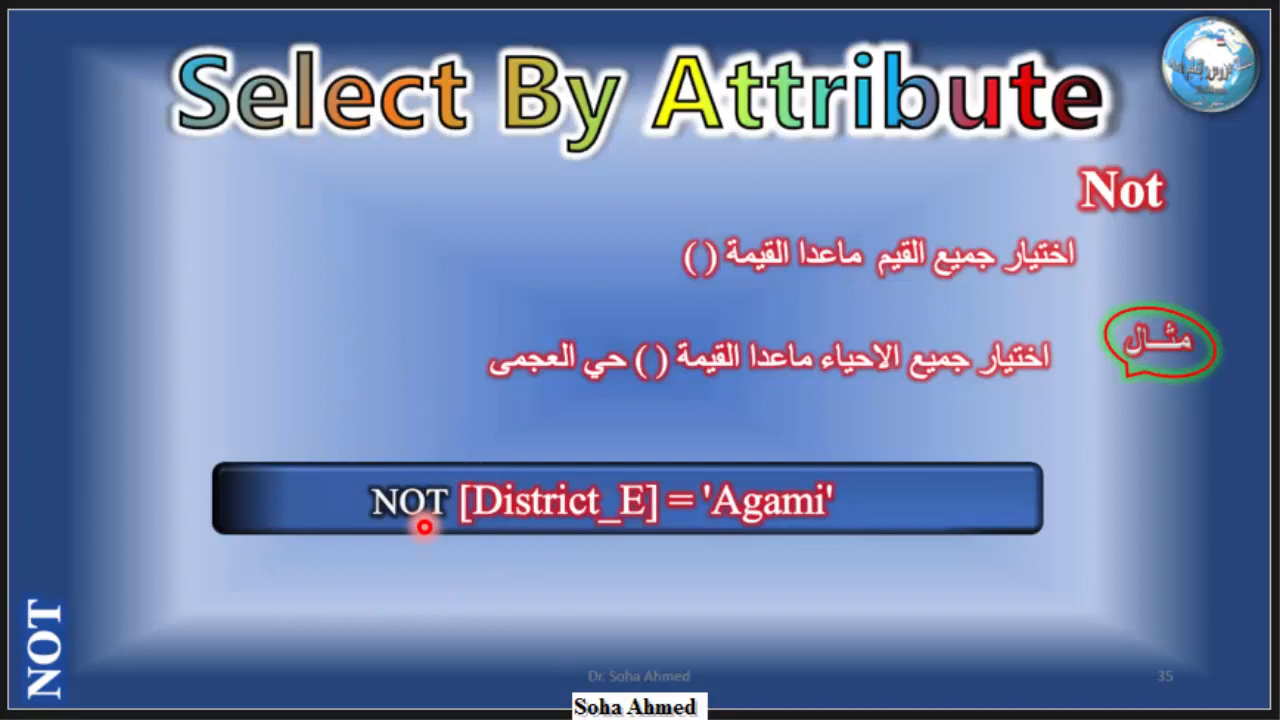 Select By Attribute
Not
اختيار جميع القيم ماعدا القيمة ( )
مثــال
اختيار جميع الاحياء ماعدا القيمة ( ) حي العجمى
NOT [District_E] = 'Agami'
NOT
Dr. Soha Ahmed
35
Soha Ahmed